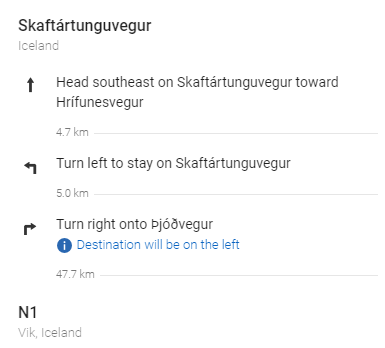 Skaftártunguvegur
Iceland
Head southeast on Skaftártunguvegur toward
Hrífunesvegur
4.7 km
Turn left to stay on Skaftártunguvegur
5.0 km
Turn right onto Þjóðvegur
i Destination will be on the left
47.7 km
N1
Vik, Iceland